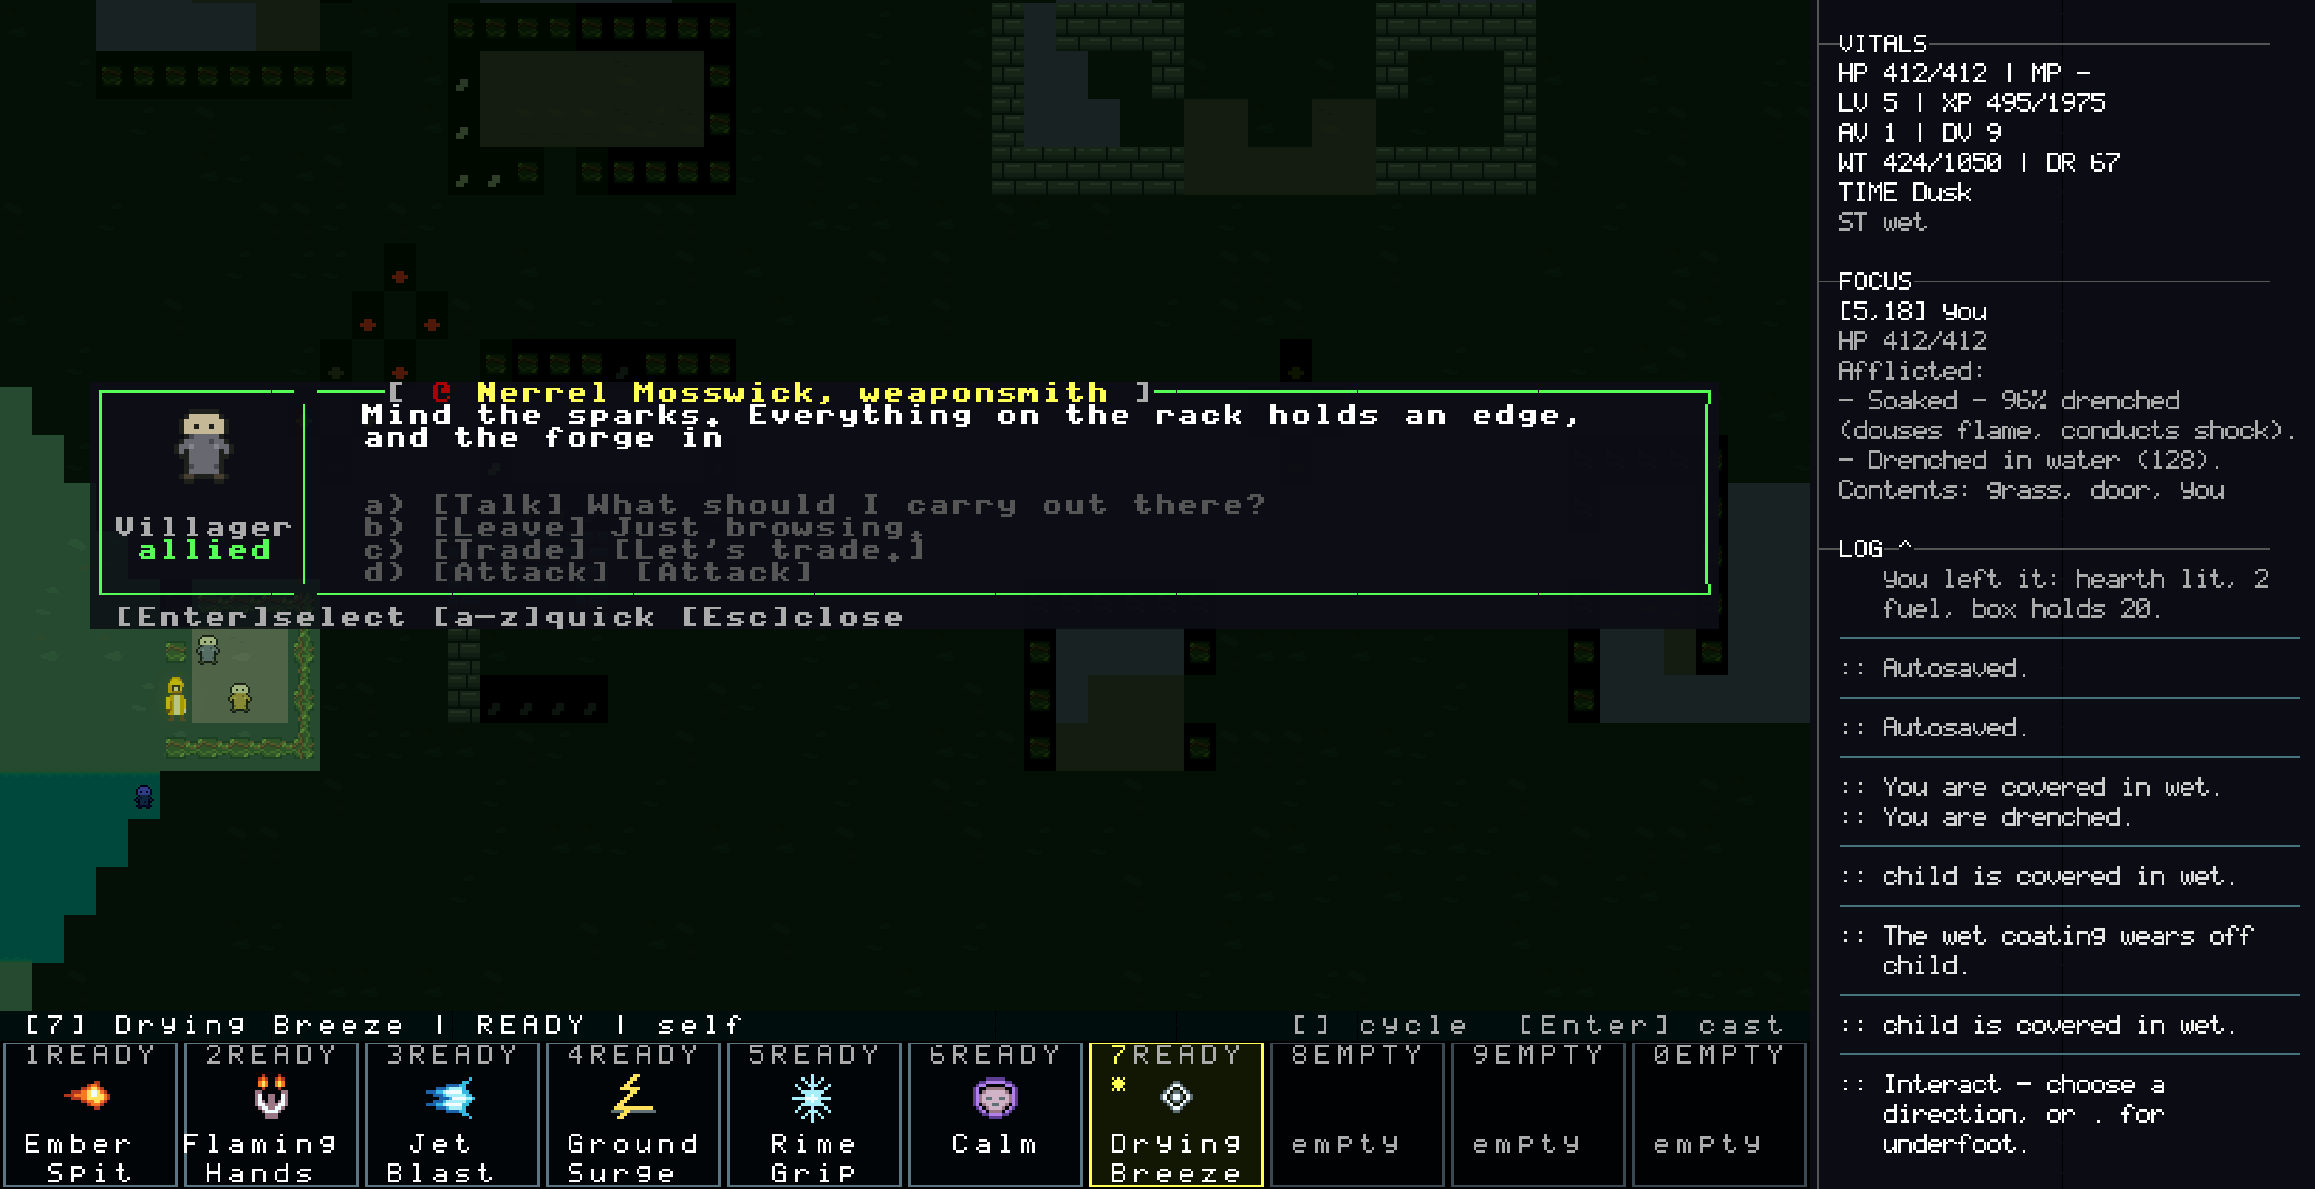 [ @ Nerrel Mosswick, weaponsmith ]
Mind the sparks. Everything on the rack holds an edge,
and the forge in
Villager
allied
a) [Talk] What should I carry out there?
b) [Leave] Just browsing.
c) [Trade] [Let's trade.]
d) [Attack] [Attack]
[Enter]select [a-z]quick [Esc]close
[7] Drying Breeze | READY | self
[] cycle [Enter] cast
1READY
Ember
Spit
2READY
Flaming
Hands
3READY
Jet
Blast
4READY
Ground
Surge
5READY
Rime
Grip
6READY
Calm
7READY
*
Drying
Breeze
8EMPTY
empty
9EMPTY
empty
0EMPTY
empty
VITALS
HP 412/412 | MP -
LV 5 | XP 495/1975
AV 1 | DV 9
WT 424/1050 | DR 67
TIME Dusk
ST wet
FOCUS
[5,18] You
HP 412/412
Afflicted:
- Soaked - 96% drenched
(douses flame, conducts shock).
- Drenched in water (128).
Contents: grass, door, you
LOG ^
You left it: hearth lit, 2
fuel, box holds 20.
:: Autosaved.
:: Autosaved.
:: You are covered in wet.
:: You are drenched.
:: child is covered in wet.
:: The wet coating wears off
child.
:: child is covered in wet.
:: Interact - choose a
direction, or . for
underfoot.